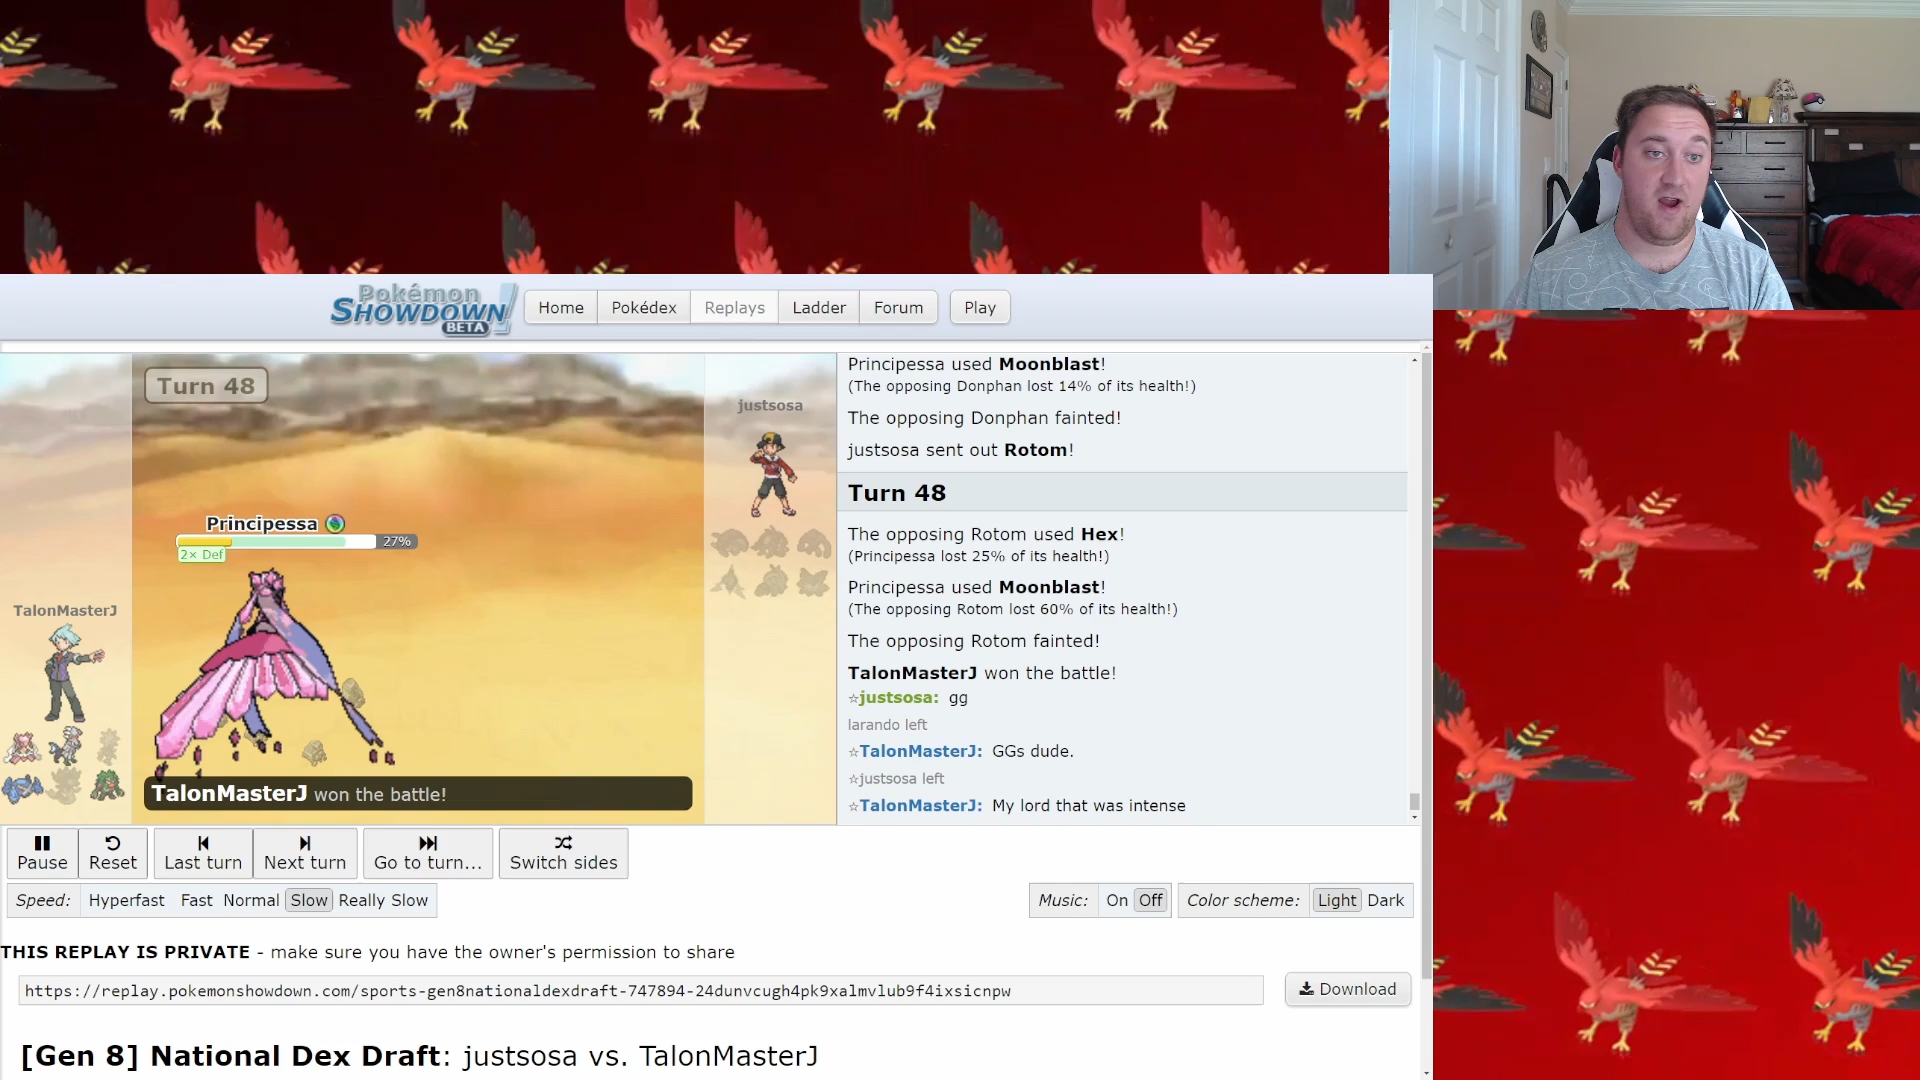 Pokémon
SHOWDOWN
BETA
Home
Pokédex
Replays
Ladder
Forum
Play
Turn 48
justsosa
Principessa
27%
2× Def
TalonMasterJ
TalonMasterJ won the battle!
Principessa used Moonblast!
(The opposing Donphan lost 14% of its health!)
The opposing Donphan fainted!
justsosa sent out Rotom!
Turn 48
The opposing Rotom used Hex!
(Principessa lost 25% of its health!)
Principessa used Moonblast!
(The opposing Rotom lost 60% of its health!)
The opposing Rotom fainted!
TalonMasterJ won the battle!
☆justsosa: gg
larando left
☆TalonMasterJ: GGs dude.
☆justsosa left
☆TalonMasterJ: My lord that was intense
Pause
Reset
Last turn
Next turn
Go to turn...
Switch sides
Speed: Hyperfast Fast Normal Slow Really Slow
Music: On Off
Color scheme: Light Dark
THIS REPLAY IS PRIVATE - make sure you have the owner's permission to share
https://replay.pokemonshowdown.com/sports-gen8nationaldexdraft-747894-24dunvcugh4pk9xalmvlub9f4ixsicnpw
Download
[Gen 8] National Dex Draft: justsosa vs. TalonMasterJ